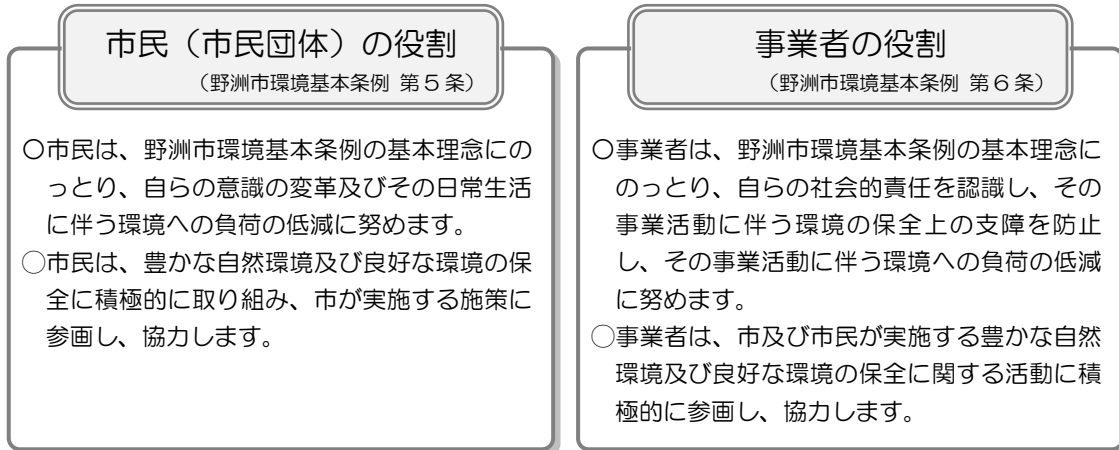 市民（市民団体）の役割
（野洲市環境基本条例 第５条）
〇市民は、野洲市環境基本条例の基本理念にの
っとり、自らの意識の変革及びその日常生活
に伴う環境への負荷の低減に努めます。
◯市民は、豊かな自然環境及び良好な環境の保
全に積極的に取り組み、市が実施する施策に
参画し、協力します。
事業者の役割
（野洲市環境基本条例 第６条）
〇事業者は、野洲市環境基本条例の基本理念に
のっとり、自らの社会的責任を認識し、その
事業活動に伴う環境の保全上の支障を防止
し、その事業活動に伴う環境への負荷の低減
に努めます。
◯事業者は、市及び市民が実施する豊かな自然
環境及び良好な環境の保全に関する活動に積
極的に参画し、協力します。